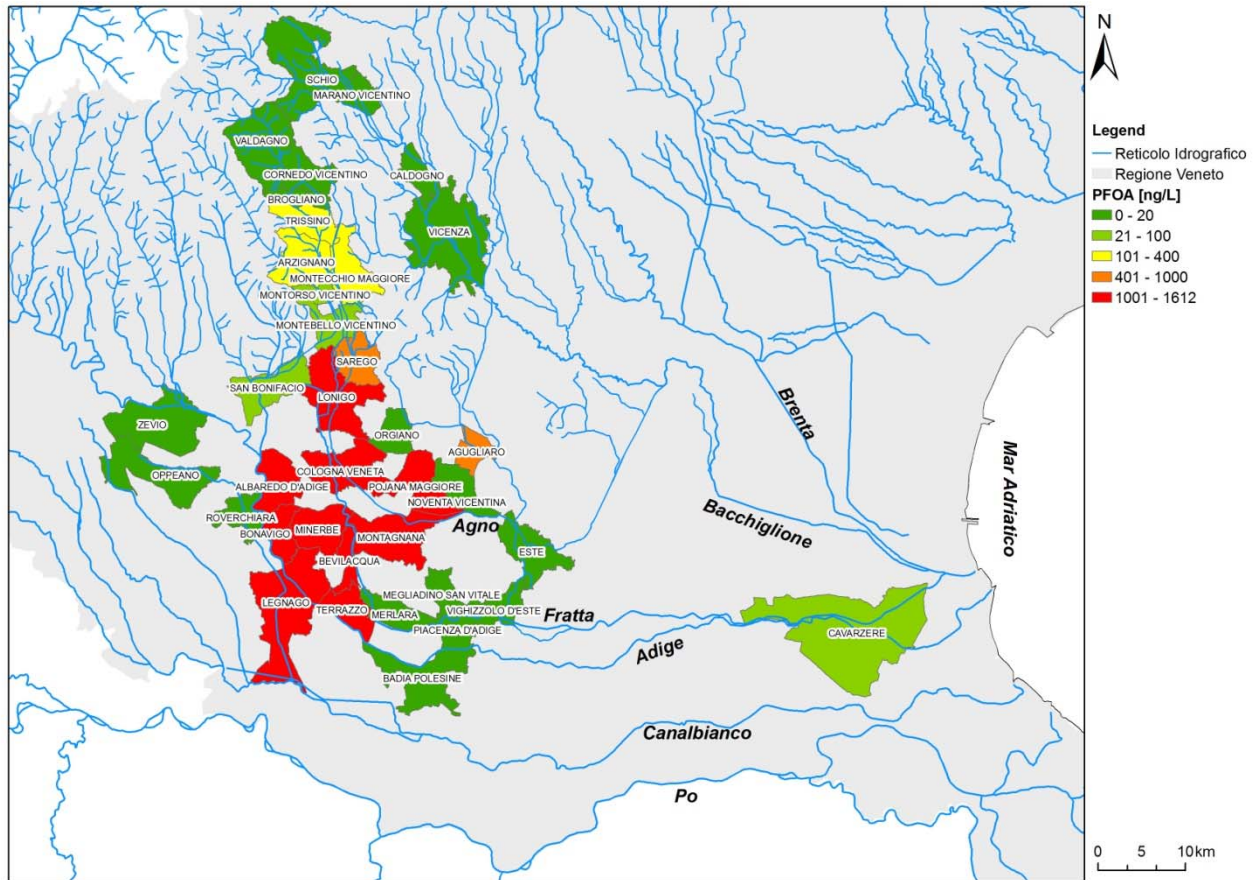 SCHIO
MARANO VICENTINO
VALDAGNO
CORNEDO VICENTINO
CALDOGNO
BROGLIANO
TRISSINO
VICENZA
ARZIGNANO
MONTECCHIO MAGGIORE
MONTORSO VICENTINO
MONTEBELLO VICENTINO
SAREGO
SAN BONIFACIO
LONIGO
ZEVIO
ORGIANO
AGUGLIARO
OPPEANO
COLOGNA VENETA
ALBAREDO D'ADIGE
POJANA MAGGIORE
NOVENTA VICENTINA
ROVERCHIARA
BONAVIGO
MINERBE
MONTAGNANA
Agno
ESTE
BEVILACQUA
LEGNAGO
TERRAZZO
MEGLIADINO SAN VITALE
MERLARA
VIGHIZZOLO D'ESTE
PIACENZA D'ADIGE
BADIA POLESINE
CAVARZERE
Brenta
Bacchiglione
Fratta
Adige
Canalbianco
Po
Mar Adriatico
N
Legend
Reticolo Idrografico
Regione Veneto
PFOA [ng/L]
0 - 20
21 - 100
101 - 400
401 - 1000
1001 - 1612
0 5 10km